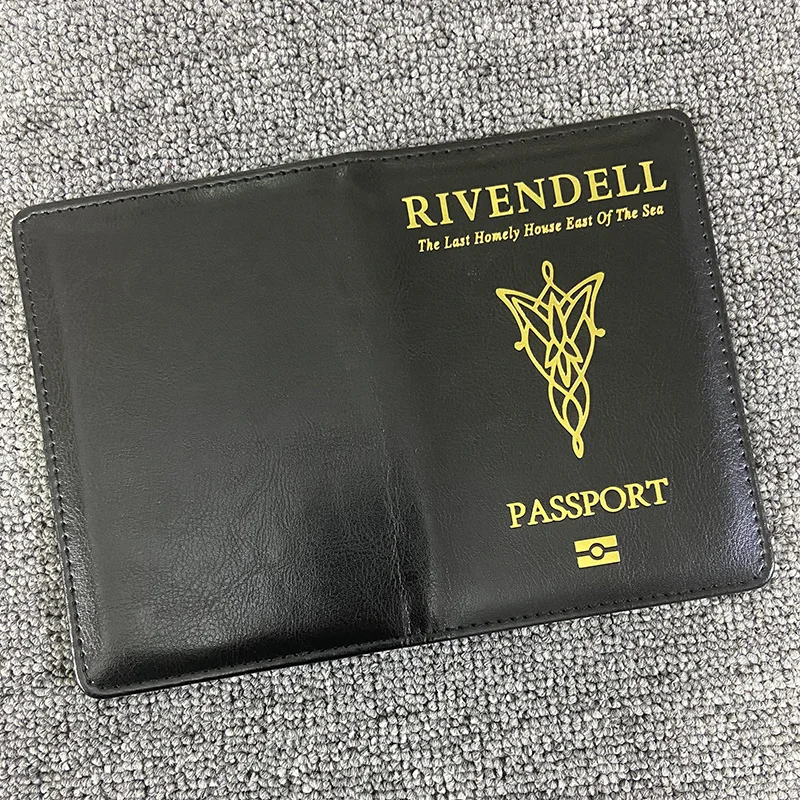 RIVENDELL
The Last Homely House East Of The Sea
PASSPORT